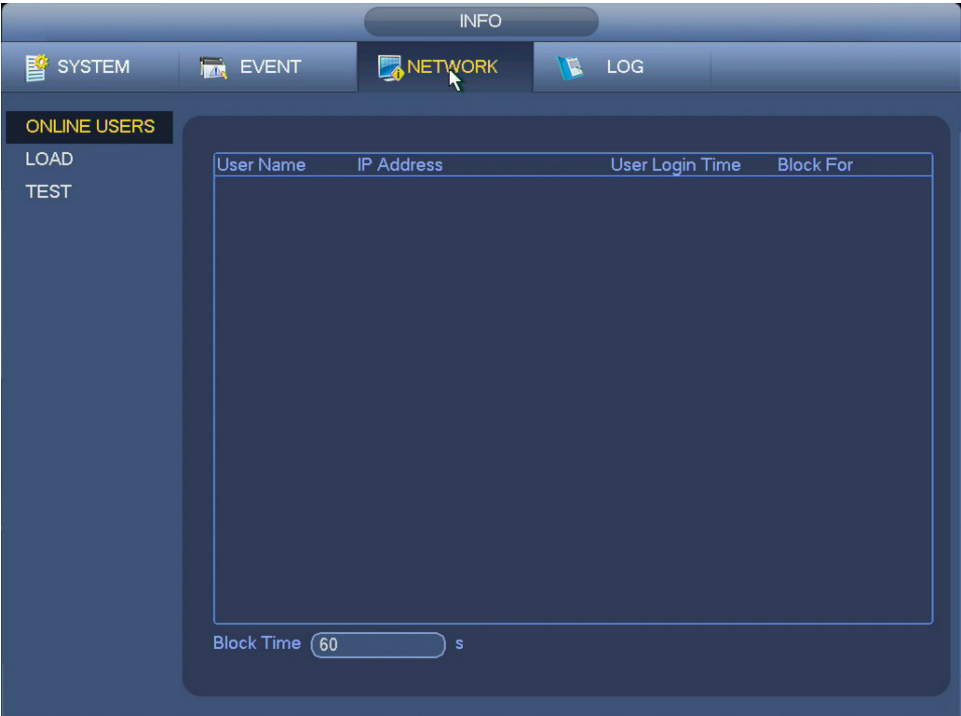 INFO
SYSTEM EVENT NETWORK LOG
ONLINE USERS
LOAD
TEST
User Name IP Address User Login Time Block For
Block Time 60 s